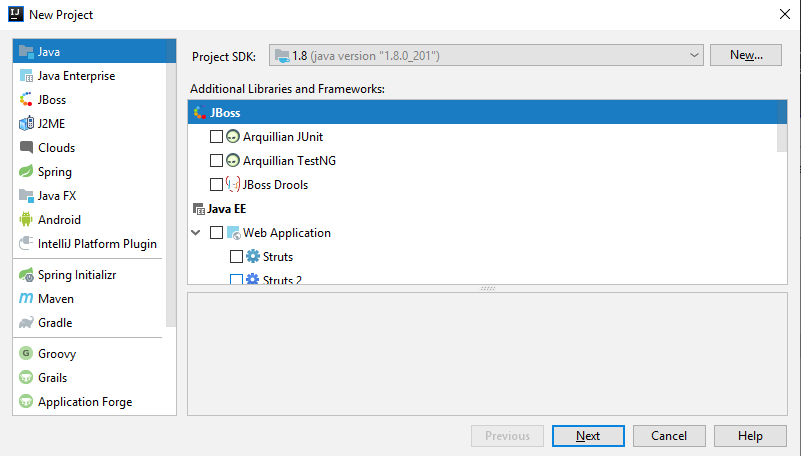 New Project
Java
Java Enterprise
JBoss
J2ME
Clouds
Spring
Java FX
Android
IntelliJ Platform Plugin
Spring Initializr
Maven
Gradle
Groovy
Grails
Application Forge
Project SDK: 1.8 (java version "1.8.0_201") New...
Additional Libraries and Frameworks:
JBoss
Arquillian JUnit
Arquillian TestNG
JBoss Drools
Java EE
Web Application
Struts
Struts 2
Previous Next Cancel Help